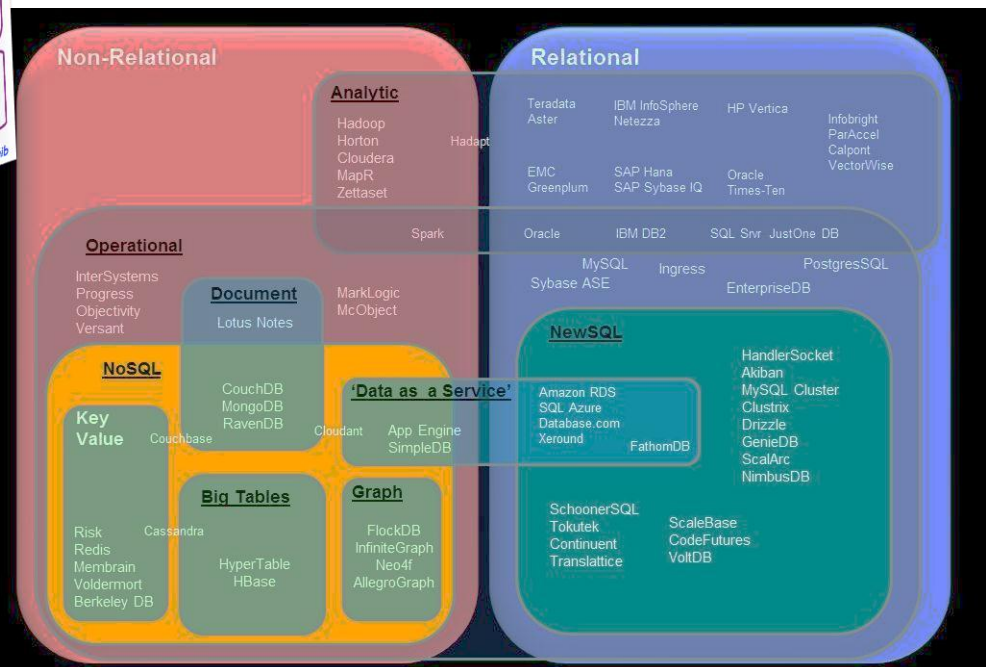 Non-Relational
Relational
Analytic
Hadoop
Horton
Cloudera
MapR
Zettaset
Hadapt
Teradata
Aster
IBM InfoSphere
Netezza
HP Vertica
Infobright
ParAccel
Calpont
VectorWise
EMC
Greenplum
SAP Hana
SAP Sybase IQ
Oracle
Times-Ten
Spark
Oracle
IBM DB2
SQL Snr JustOne DB
Operational
InterSystems
Progress
Objectivity
Versant
Document
Lotus Notes
MarkLogic
McObject
MySQL
Ingress
PostgresSQL
Sybase ASE
EnterpriseDB
NoSQL
Key
Value
Couchbase
CouchDB
MongoDB
RavenDB
Cloudant
'Data as a Service'
App Engine
SimpleDB
NewSQL
Amazon RDS
SQL Azure
Database.com
Xeround
FathomDB
HandlerSocket
Akiban
MySQL Cluster
Clustrix
Drizzle
GenieDB
ScalArc
NimbusDB
Big Tables
Graph
Risk
Redis
Membrain
Voldermort
Berkeley DB
Cassandra
HyperTable
HBase
FlockDB
InfiniteGraph
Neo4f
AllegroGraph
SchoonerSQL
Tokutek
Continuent
Translattice
ScaleBase
CodeFutures
VoltDB